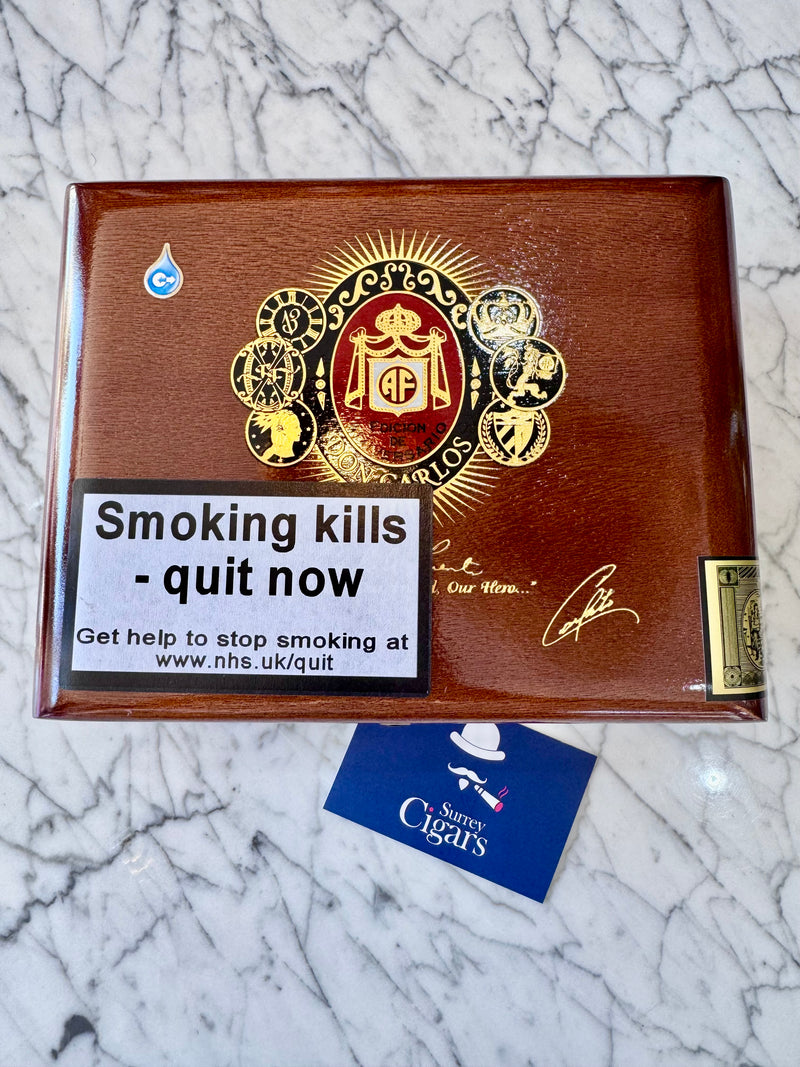 AF
EDICION
DE
DON CARLOS
Smoking kills
- quit now
Get help to stop smoking at
www.nhs.uk/quit
, Our Hero..."
Carlito
Surrey
Cigars